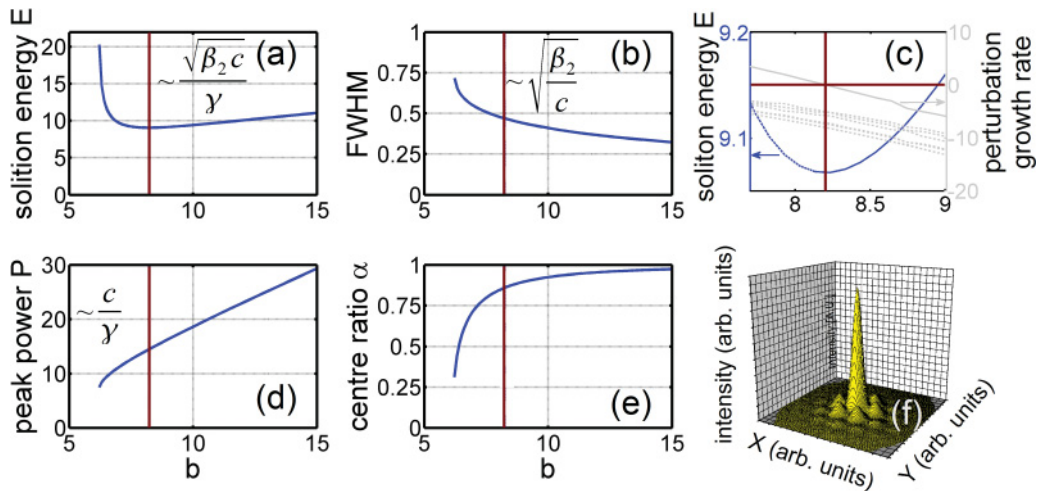 soliton energy E
20
15
10
5
0
5
10
15
~ √β₂c / γ
(a)
FWHM
1
0.75
0.5
0.25
0
5
10
15
~ √(β₂ / c)
(b)
soliton energy E
9.2
9.1
8
8.5
9
(c)
10
0
-10
-20
perturbation
growth rate
peak power P
30
20
10
0
5
10
15
b
~ c / γ
(d)
centre ratio α
1
0.75
0.5
0.25
5
10
15
b
(e)
intensity (arb. units)
X (arb. units)
Y (arb. units)
(f)